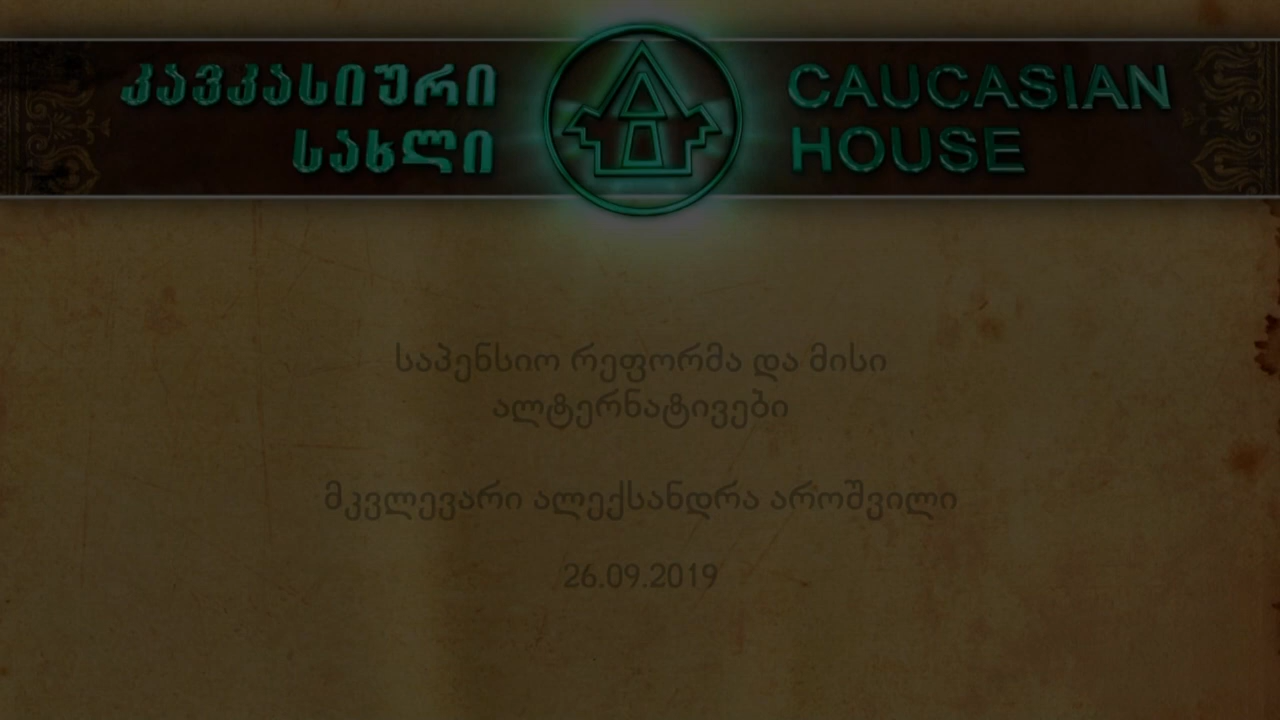 კავკასიური
სახლი
CAUCASIAN
HOUSE
საპენსიო რეფორმა და მისი
ალტერნატივები
მკვლევარი ალექსანდრა აროშვილი
26.09.2019